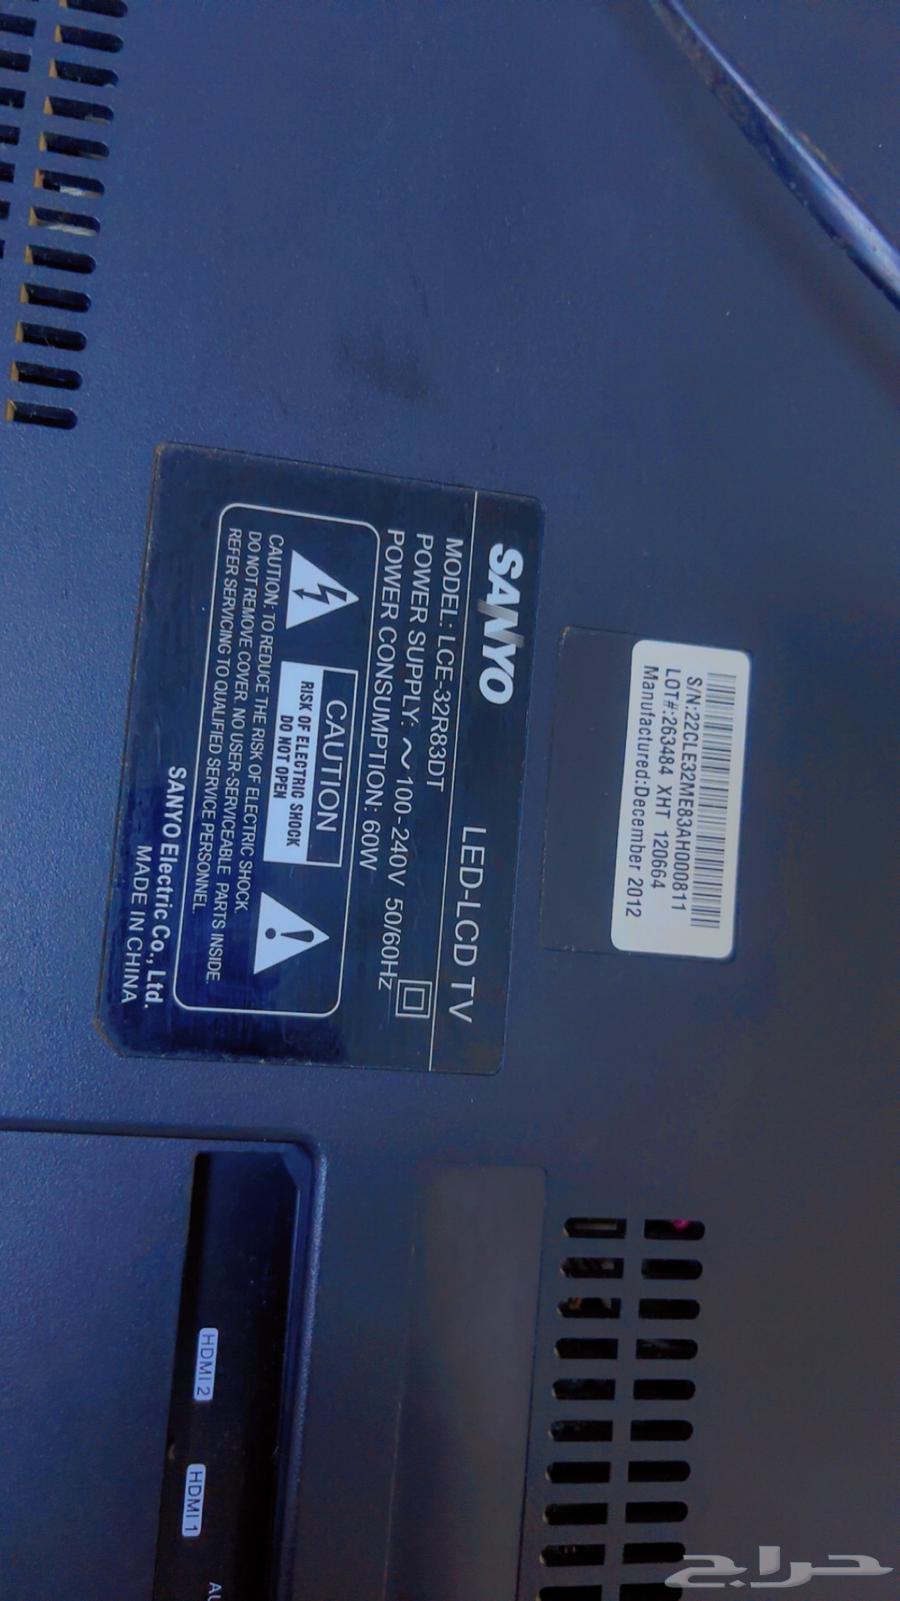 S/N:22CLE32ME83AH000811
LOT#:263484 XHT 120664
Manufactured:December 2012
SANYO LED-LCD TV
MODEL: LCE-32R83DT
POWER SUPPLY: ～100-240V 50/60Hz
POWER CONSUMPTION: 60W
CAUTION
RISK OF ELECTRIC SHOCK
DO NOT OPEN
CAUTION: TO REDUCE THE RISK OF ELECTRIC SHOCK.
DO NOT REMOVE COVER. NO USER-SERVICEABLE PARTS INSIDE.
REFER SERVICING TO QUALIFIED SERVICE PERSONNEL.
SANYO Electric Co., Ltd.
MADE IN CHINA
HDMI 2
HDMI 1
حراج